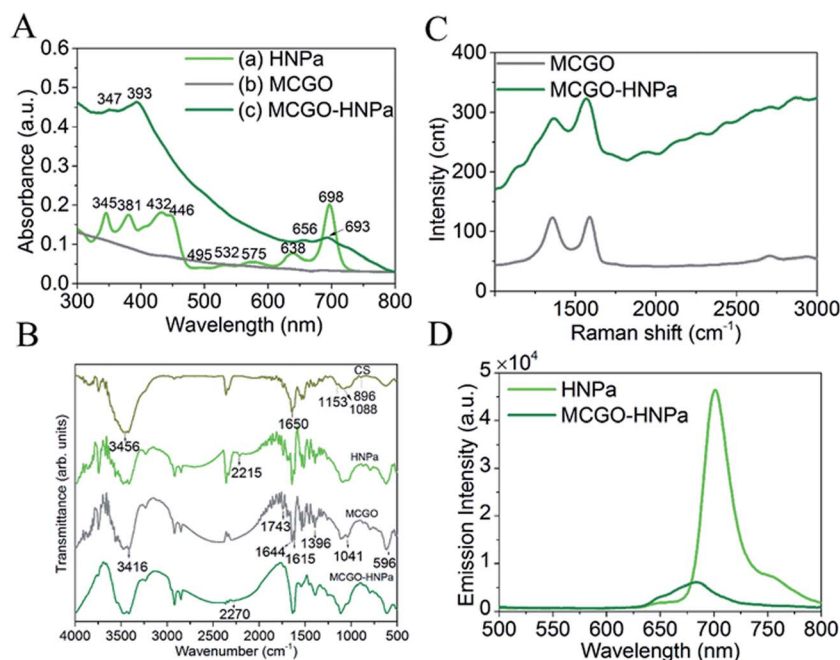 A
(a) HNPa
(b) MCGO
(c) MCGO-HNPa
0.6
0.5
0.4
0.3
0.2
0.1
0.0
347 393
345 381 432 446
495 532 575 638 656 698 693
300 400 500 600 700 800
Absorbance (a.u.)
Wavelength (nm)
C
MCGO
MCGO-HNPa
400
300
200
100
0
1500 2000 2500 3000
Intensity (cnt)
Raman shift (cm-1)
B
CS
1153 896
1088
3456
1650
HNPa
2215
MCGO
1743
1396
1644
1615
1041
596
3416
MCGO-HNPa
2270
4000 3500 3000 2500 2000 1500 1000 500
Transmittance (arb. units)
Wavenumber (cm-1)
D
5 ×10⁴
HNPa
MCGO-HNPa
4
3
2
1
0
500 550 600 650 700 750 800
Emission Intensity (a.u.)
Wavelength (nm)